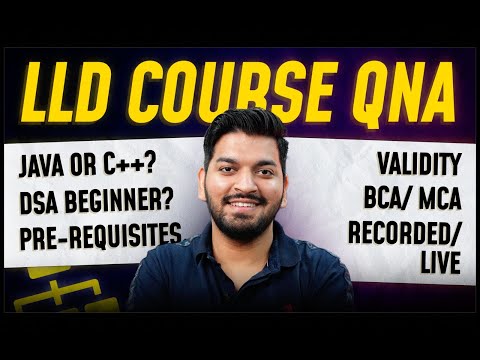 LLD COURSE QNA
JAVA OR C++?
DSA BEGINNER?
PRE-REQUISITES
VALIDITY
BCA/ MCA
RECORDED/
LIVE